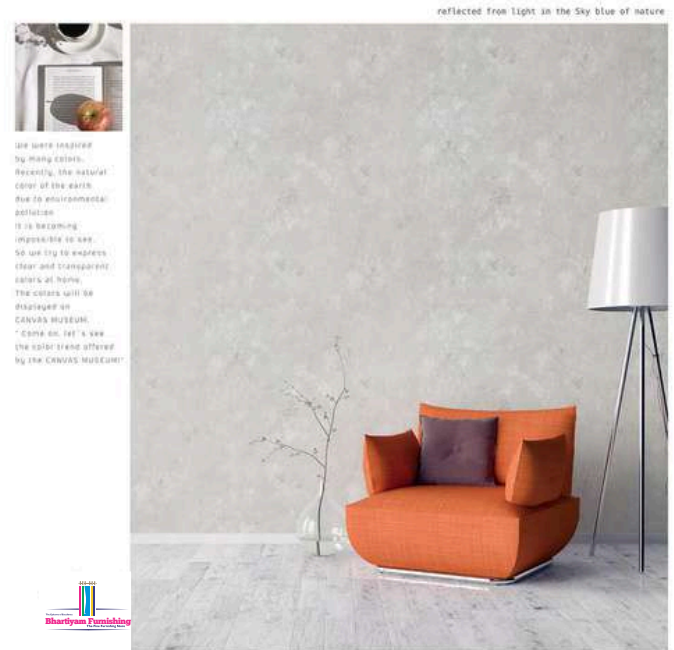 reflected from light in the Sky blue of nature
We were inspired
by many colors.
Recently, the natural
color of the earth
due to environmental
pollution
it is becoming
impossible to see.
So we try to express
clear and transparent
colors at home.
The colors will be
displayed on
CANVAS MUSEUM.
" Come on, let's see
the color trend offered
by the CANVAS MUSEUM!"
Bhartiyam Furnishing